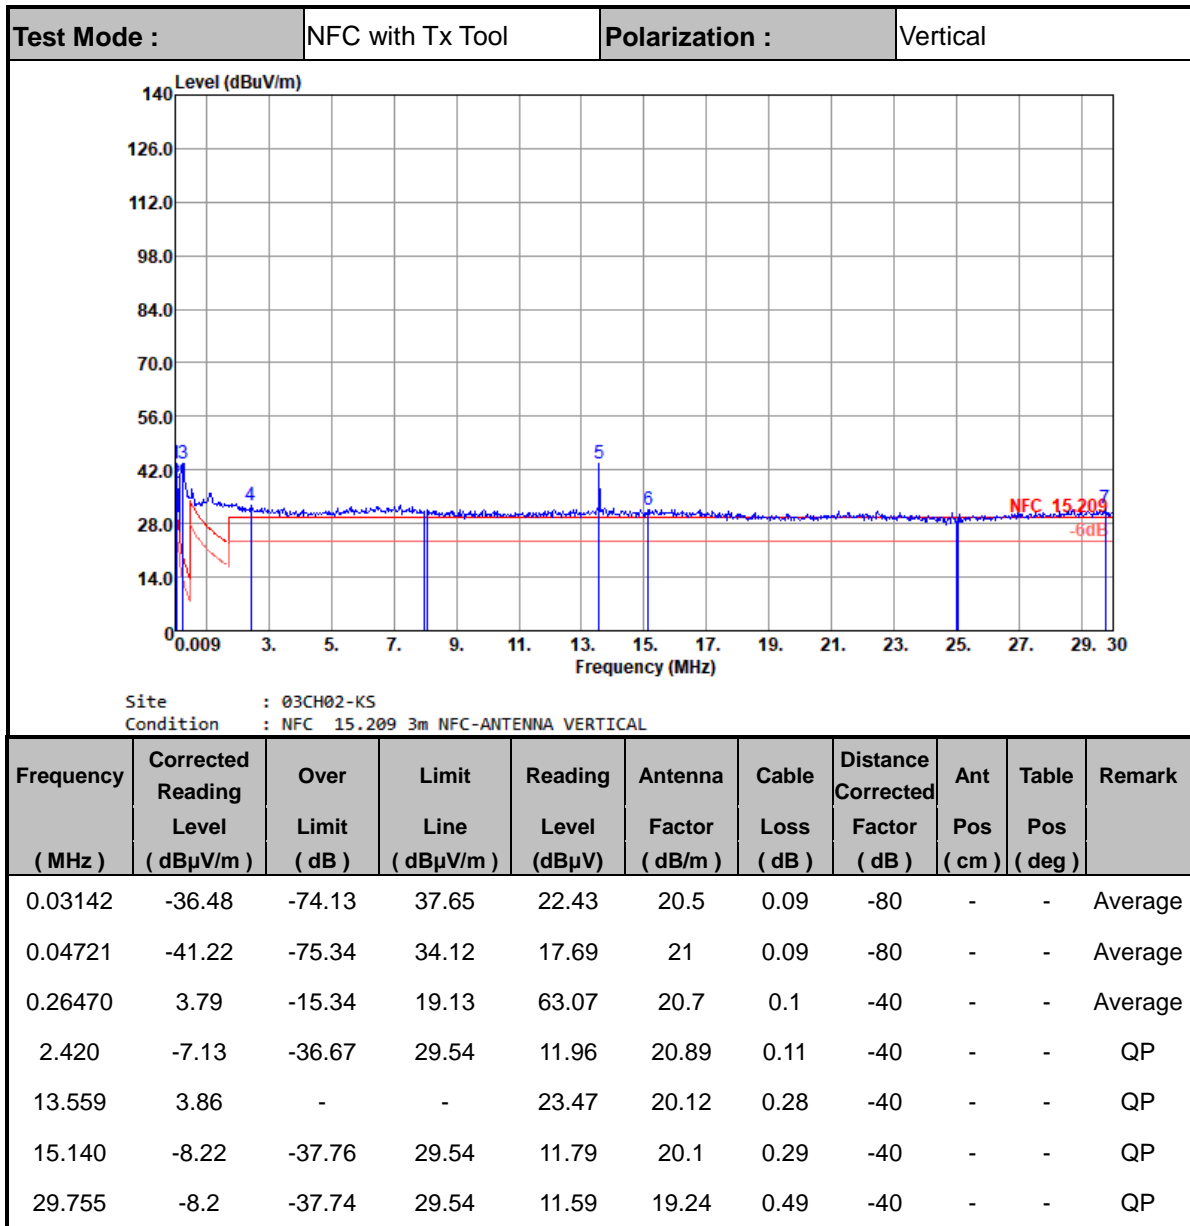 Test Mode : NFC with Tx Tool Polarization : Vertical
Level (dBuV/m)
140
126.0
112.0
98.0
84.0
70.0
56.0
42.0
28.0
14.0
0
3
4
5
6
7
NFC 15.209
-6dB
0.009 3. 5. 7. 9. 11. 13. 15. 17. 19. 21. 23. 25. 27. 29. 30
Frequency (MHz)
Site : 03CH02-KS
Condition : NFC 15.209 3m NFC-ANTENNA VERTICAL
Frequency Corrected Reading Over Limit Reading Antenna Cable Distance Corrected Ant Table Remark
Level Limit Line Level Factor Loss Factor Pos Pos
( MHz ) ( dBµV/m ) ( dB ) ( dBµV/m ) (dBµV) ( dB/m ) ( dB ) ( dB ) ( cm ) ( deg )
0.03142 -36.48 -74.13 37.65 22.43 20.5 0.09 -80 - - Average
0.04721 -41.22 -75.34 34.12 17.69 21 0.09 -80 - - Average
0.26470 3.79 -15.34 19.13 63.07 20.7 0.1 -40 - - Average
2.420 -7.13 -36.67 29.54 11.96 20.89 0.11 -40 - - QP
13.559 3.86 - - 23.47 20.12 0.28 -40 - - QP
15.140 -8.22 -37.76 29.54 11.79 20.1 0.29 -40 - - QP
29.755 -8.2 -37.74 29.54 11.59 19.24 0.49 -40 - - QP